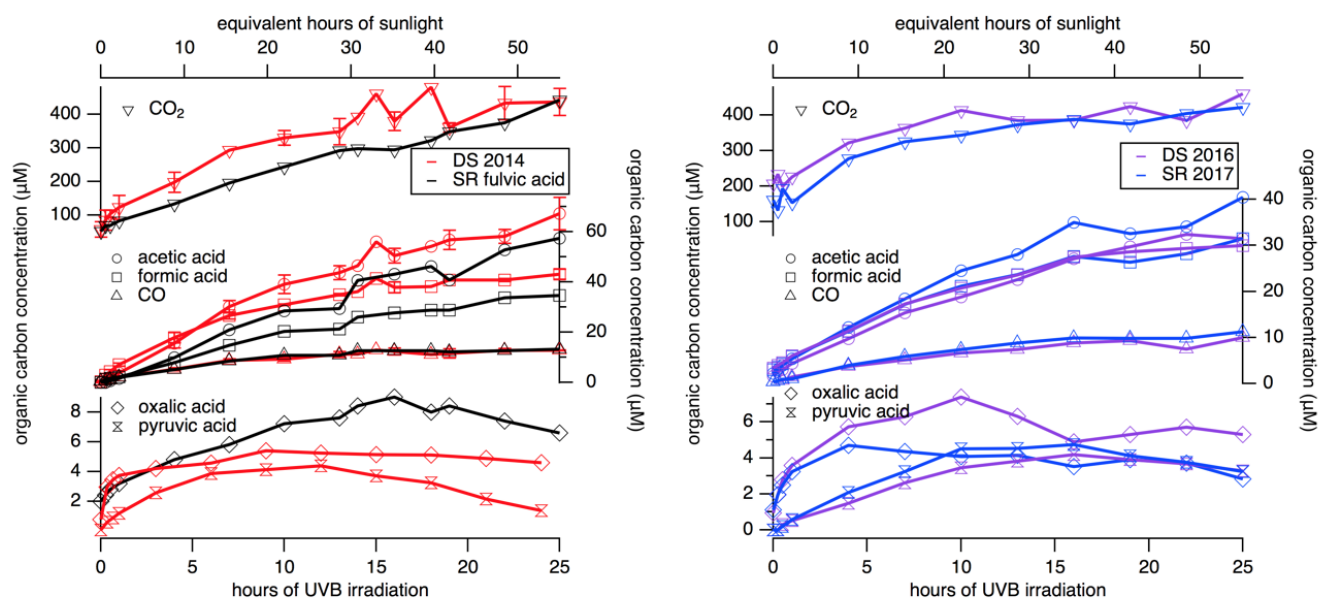 equivalent hours of sunlight
0 10 20 30 40 50
400
300
200
100
CO₂
DS 2014
SR fulvic acid
organic carbon concentration (µM)
organic carbon concentration (µM)
60
40
20
0
acetic acid
formic acid
CO
8
6
4
2
oxalic acid
pyruvic acid
0 5 10 15 20 25
hours of UVB irradiation
equivalent hours of sunlight
0 10 20 30 40 50
400
300
200
100
CO₂
DS 2016
SR 2017
organic carbon concentration (µM)
organic carbon concentration (µM)
40
30
20
10
0
acetic acid
formic acid
CO
oxalic acid
pyruvic acid
6
4
2
0
0 5 10 15 20 25
hours of UVB irradiation